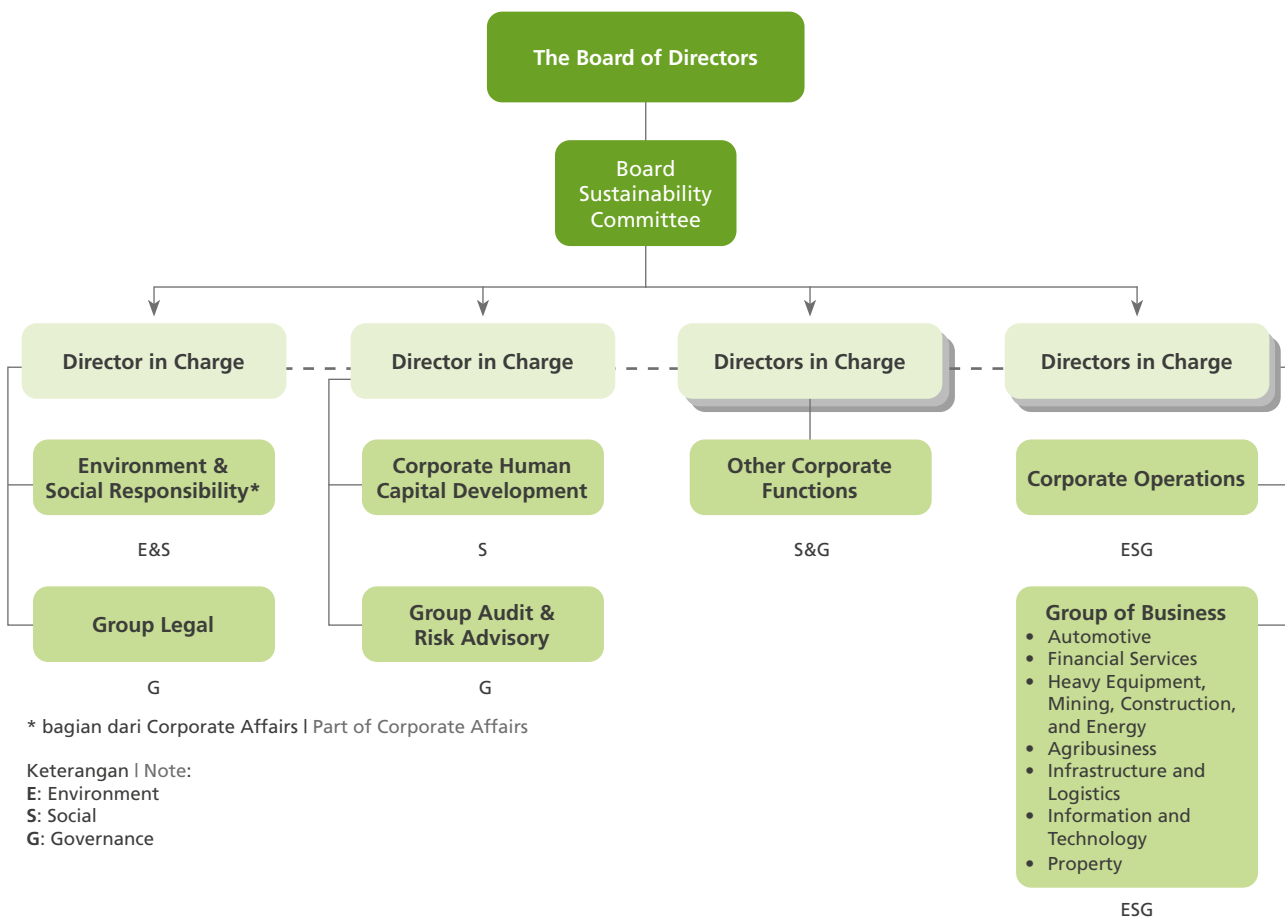 The Board of Directors
Board
Sustainability
Committee
Director in Charge
Director in Charge
Directors in Charge
Directors in Charge
Environment &
Social Responsibility*
Corporate Human
Capital Development
Other Corporate
Functions
Corporate Operations
E&S
S
S&G
ESG
Group Legal
Group Audit &
Risk Advisory
Group of Business
• Automotive
• Financial Services
• Heavy Equipment,
Mining, Construction,
and Energy
• Agribusiness
• Infrastructure and
Logistics
• Information and
Technology
• Property
G
G
ESG
* bagian dari Corporate Affairs | Part of Corporate Affairs
Keterangan | Note:
E: Environment
S: Social
G: Governance